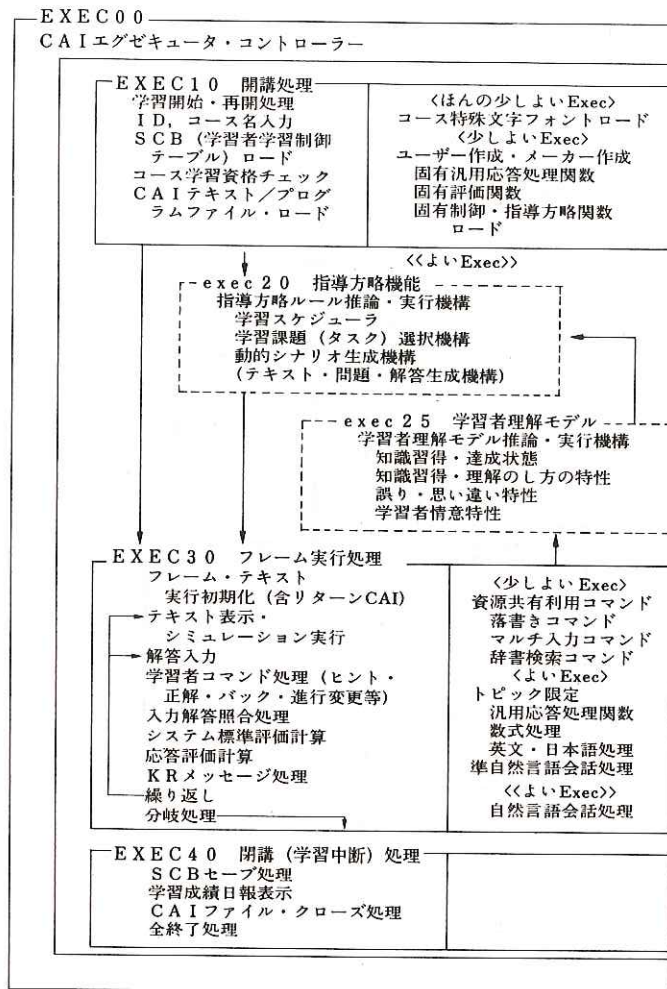 EXEC00
CAIエグゼキュータ・コントローラー
EXEC10 開講処理
学習開始・再開処理
ID,コース名入力
SCB(学習者学習制御
テーブル)ロード
コース学習資格チェック
CAIテキスト/プログ
ラムファイル・ロード
<ほんの少しよいExec>
コース特殊文字フォントロード
<少しよいExec>
ユーザー作成・メーカー作成
固有汎用応答処理関数
固有評価関数
固有制御・指導方略関数
ロード
<<よいExec>>
exec20 指導方略機能
指導方略ルール推論・実行機構
学習スケジューラ
学習課題(タスク)選択機構
動的シナリオ生成機構
(テキスト・問題・解答生成機構)
exec25 学習者理解モデル
学習者理解モデル推論・実行機構
知識習得・達成状態
知識習得・理解のし方の特性
誤り・思い違い特性
学習者情意特性
EXEC30 フレーム実行処理
フレーム・テキスト
実行初期化(含リターンCAI)
テキスト表示・
シミュレーション実行
解答入力
学習者コマンド処理(ヒント・
正解・バック・進行変更等)
入力解答照合処理
システム標準評価計算
応答評価計算
KRメッセージ処理
繰り返し
分岐処理
<少しよいExec>
資源共有利用コマンド
落書きコマンド
マルチ入力コマンド
辞書検索コマンド
<よいExec>
トピック限定
汎用応答処理関数
数式処理
英文・日本語処理
準自然言語会話処理
<<よいExec>>
自然言語会話処理
EXEC40 閉講(学習中断)処理
SCBセーブ処理
学習成績日報表示
CAIファイル・クローズ処理
全終了処理